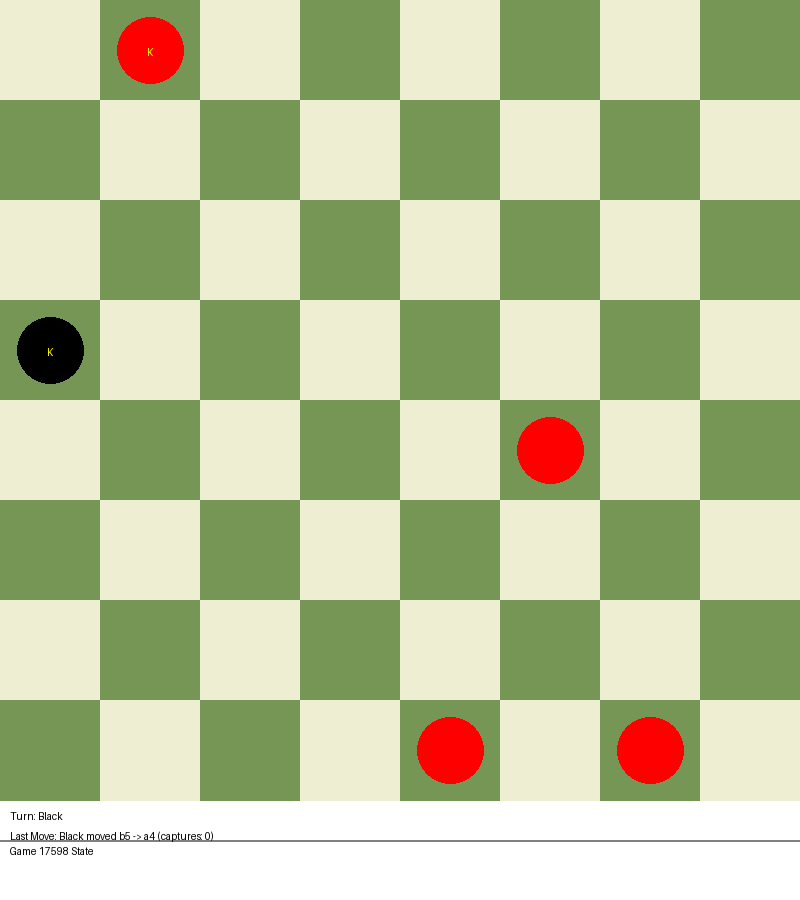 K
K
Turn: Black
Last Move: Black moved b5 -> a4 (captures: 0)
Game 17598 State